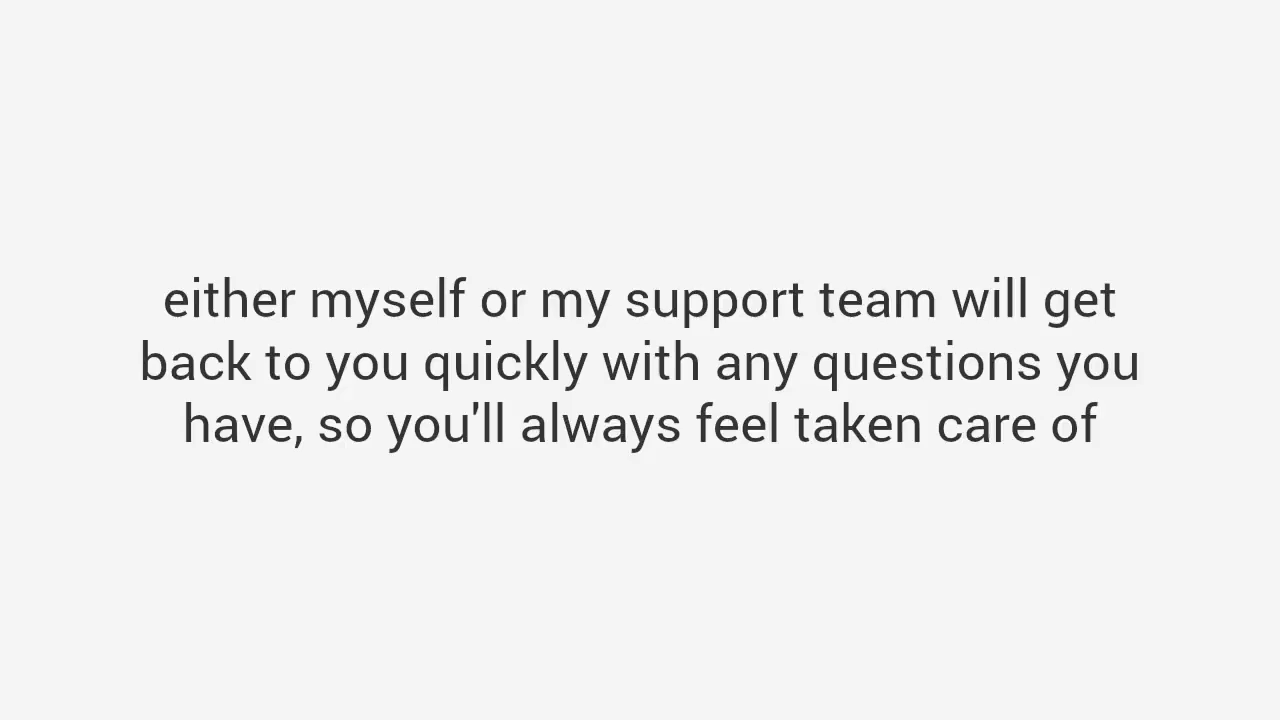 either myself or my support team will get
back to you quickly with any questions you
have, so you'll always feel taken care of